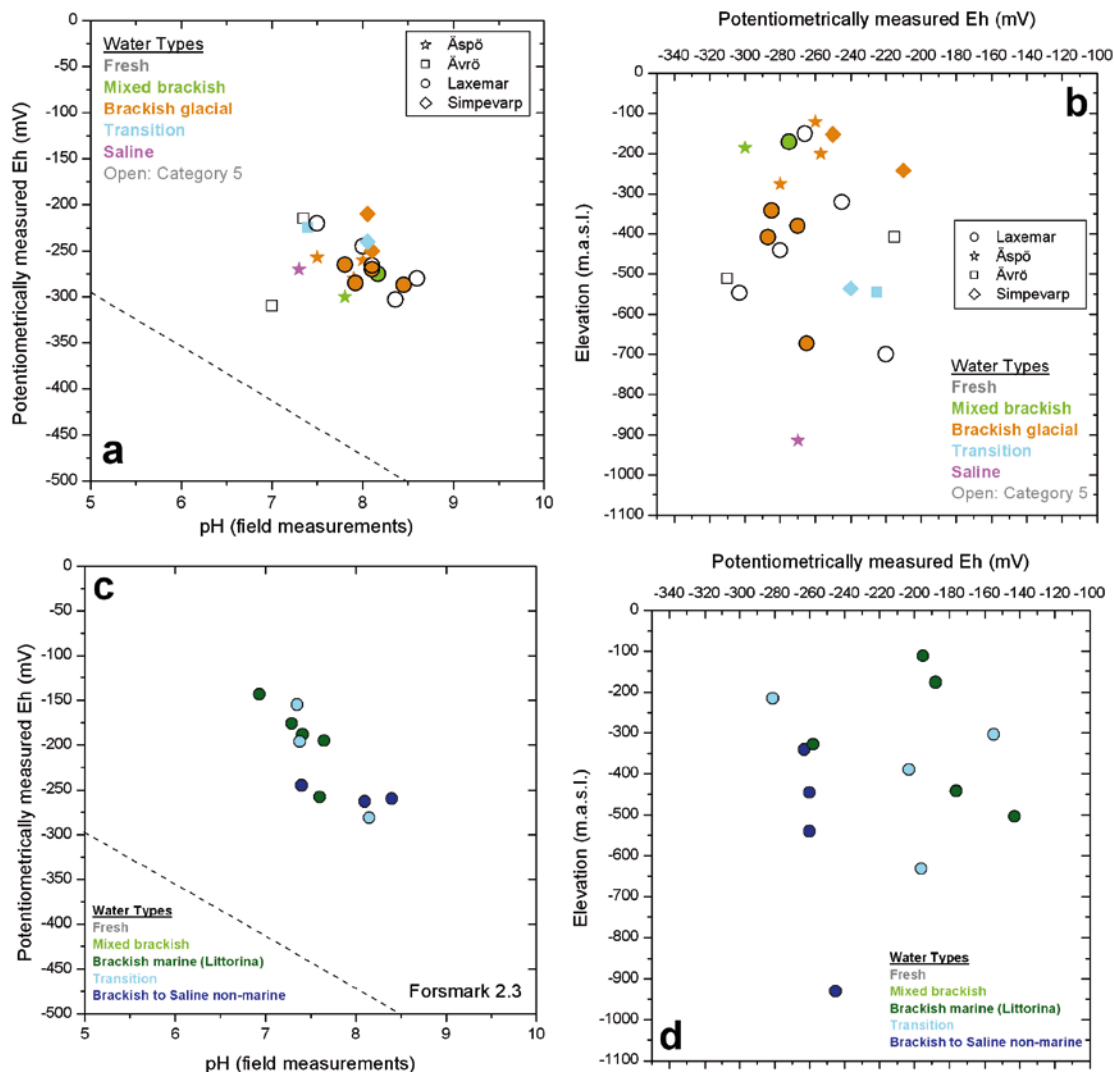 Potentiometrically measured Eh (mV)
0
-50
-100
-150
-200
-250
-300
-350
-400
-450
-500
a
Water Types
Fresh
Mixed brackish
Brackish glacial
Transition
Saline
Open: Category 5
Äspö
Ävrö
Laxemar
Simpevarp
5 6 7 8 9 10
pH (field measurements)
Potentiometrically measured Eh (mV)
-340 -320 -300 -280 -260 -240 -220 -200 -180 -160 -140 -120 -100
Elevation (m.a.s.l.)
0
-100
-200
-300
-400
-500
-600
-700
-800
-900
-1000
-1100
b
Laxemar
Äspö
Ävrö
Simpevarp
Water Types
Fresh
Mixed brackish
Brackish glacial
Transition
Saline
Open: Category 5
Potentiometrically measured Eh (mV)
0
-50
-100
-150
-200
-250
-300
-350
-400
-450
-500
c
Water Types
Fresh
Mixed brackish
Brackish marine (Littorina)
Transition
Brackish to Saline non-marine
Forsmark 2.3
5 6 7 8 9 10
pH (field measurements)
Potentiometrically measured Eh (mV)
-340 -320 -300 -280 -260 -240 -220 -200 -180 -160 -140 -120 -100
Elevation (m.a.s.l.)
0
-100
-200
-300
-400
-500
-600
-700
-800
-900
-1000
-1100
d
Water Types
Fresh
Mixed brackish
Brackish marine (Littorina)
Transition
Brackish to Saline non-marine